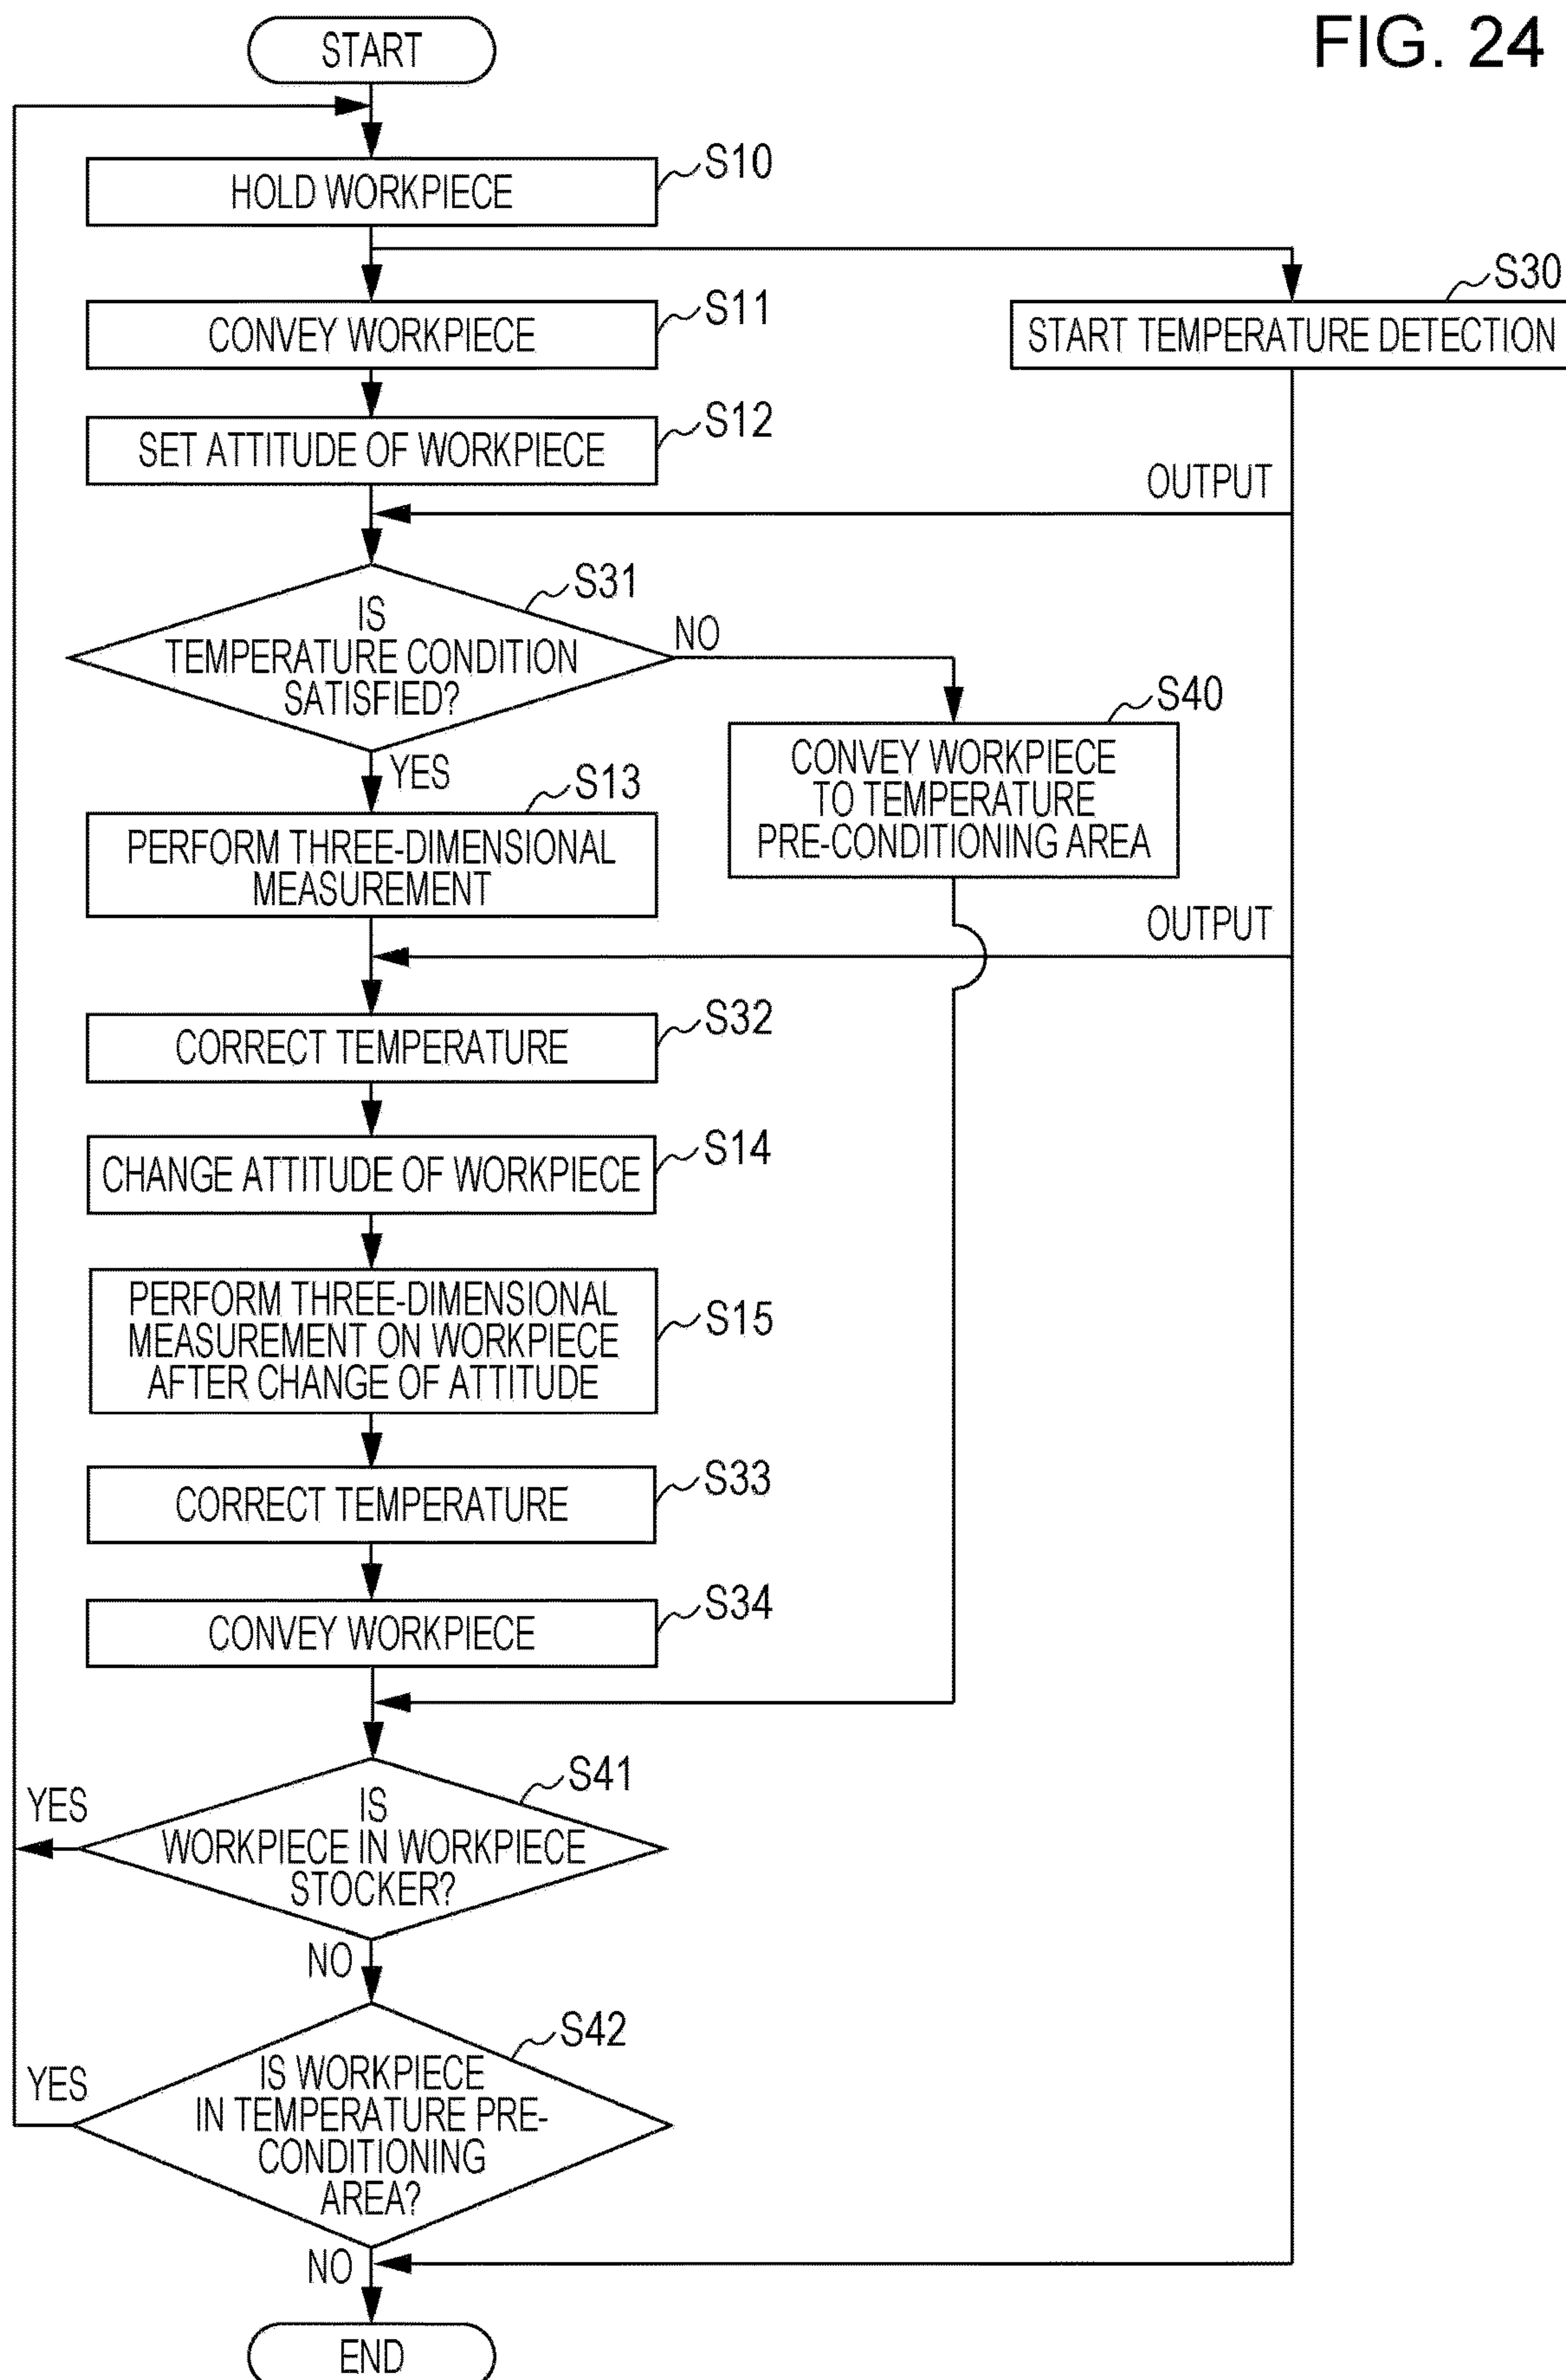 FIG. 24
START
S10
HOLD WORKPIECE
S11
CONVEY WORKPIECE
S30
START TEMPERATURE DETECTION
S12
SET ATTITUDE OF WORKPIECE
OUTPUT
S31
IS
TEMPERATURE CONDITION
SATISFIED?
NO
YES
S40
CONVEY WORKPIECE
TO TEMPERATURE
PRE-CONDITIONING AREA
S13
PERFORM THREE-DIMENSIONAL
MEASUREMENT
OUTPUT
S32
CORRECT TEMPERATURE
S14
CHANGE ATTITUDE OF WORKPIECE
S15
PERFORM THREE-DIMENSIONAL
MEASUREMENT ON WORKPIECE
AFTER CHANGE OF ATTITUDE
S33
CORRECT TEMPERATURE
S34
CONVEY WORKPIECE
S41
YES
IS
WORKPIECE IN WORKPIECE
STOCKER?
NO
S42
YES
IS WORKPIECE
IN TEMPERATURE PRE-
CONDITIONING
AREA?
NO
END